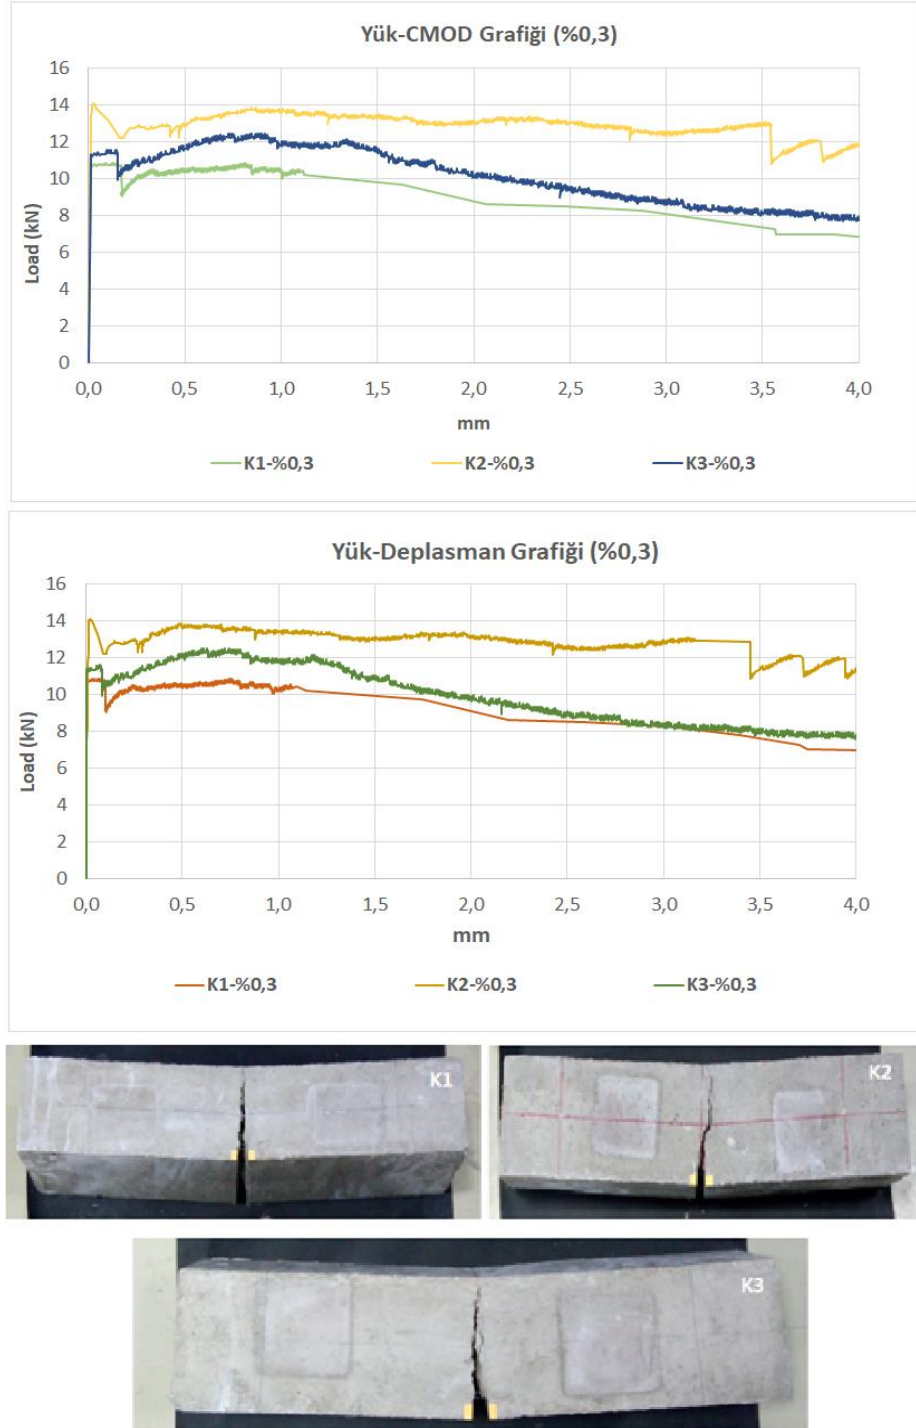 Yük-CMOD Grafiği (%0,3)
16
14
12
10
8
6
4
2
0
Load (kN)
0,0 0,5 1,0 1,5 2,0 2,5 3,0 3,5 4,0
mm
K1-%0,3 K2-%0,3 K3-%0,3
Yük-Deplasman Grafiği (%0,3)
16
14
12
10
8
6
4
2
0
Load (kN)
0,0 0,5 1,0 1,5 2,0 2,5 3,0 3,5 4,0
mm
K1-%0,3 K2-%0,3 K3-%0,3
K1 K2
K3